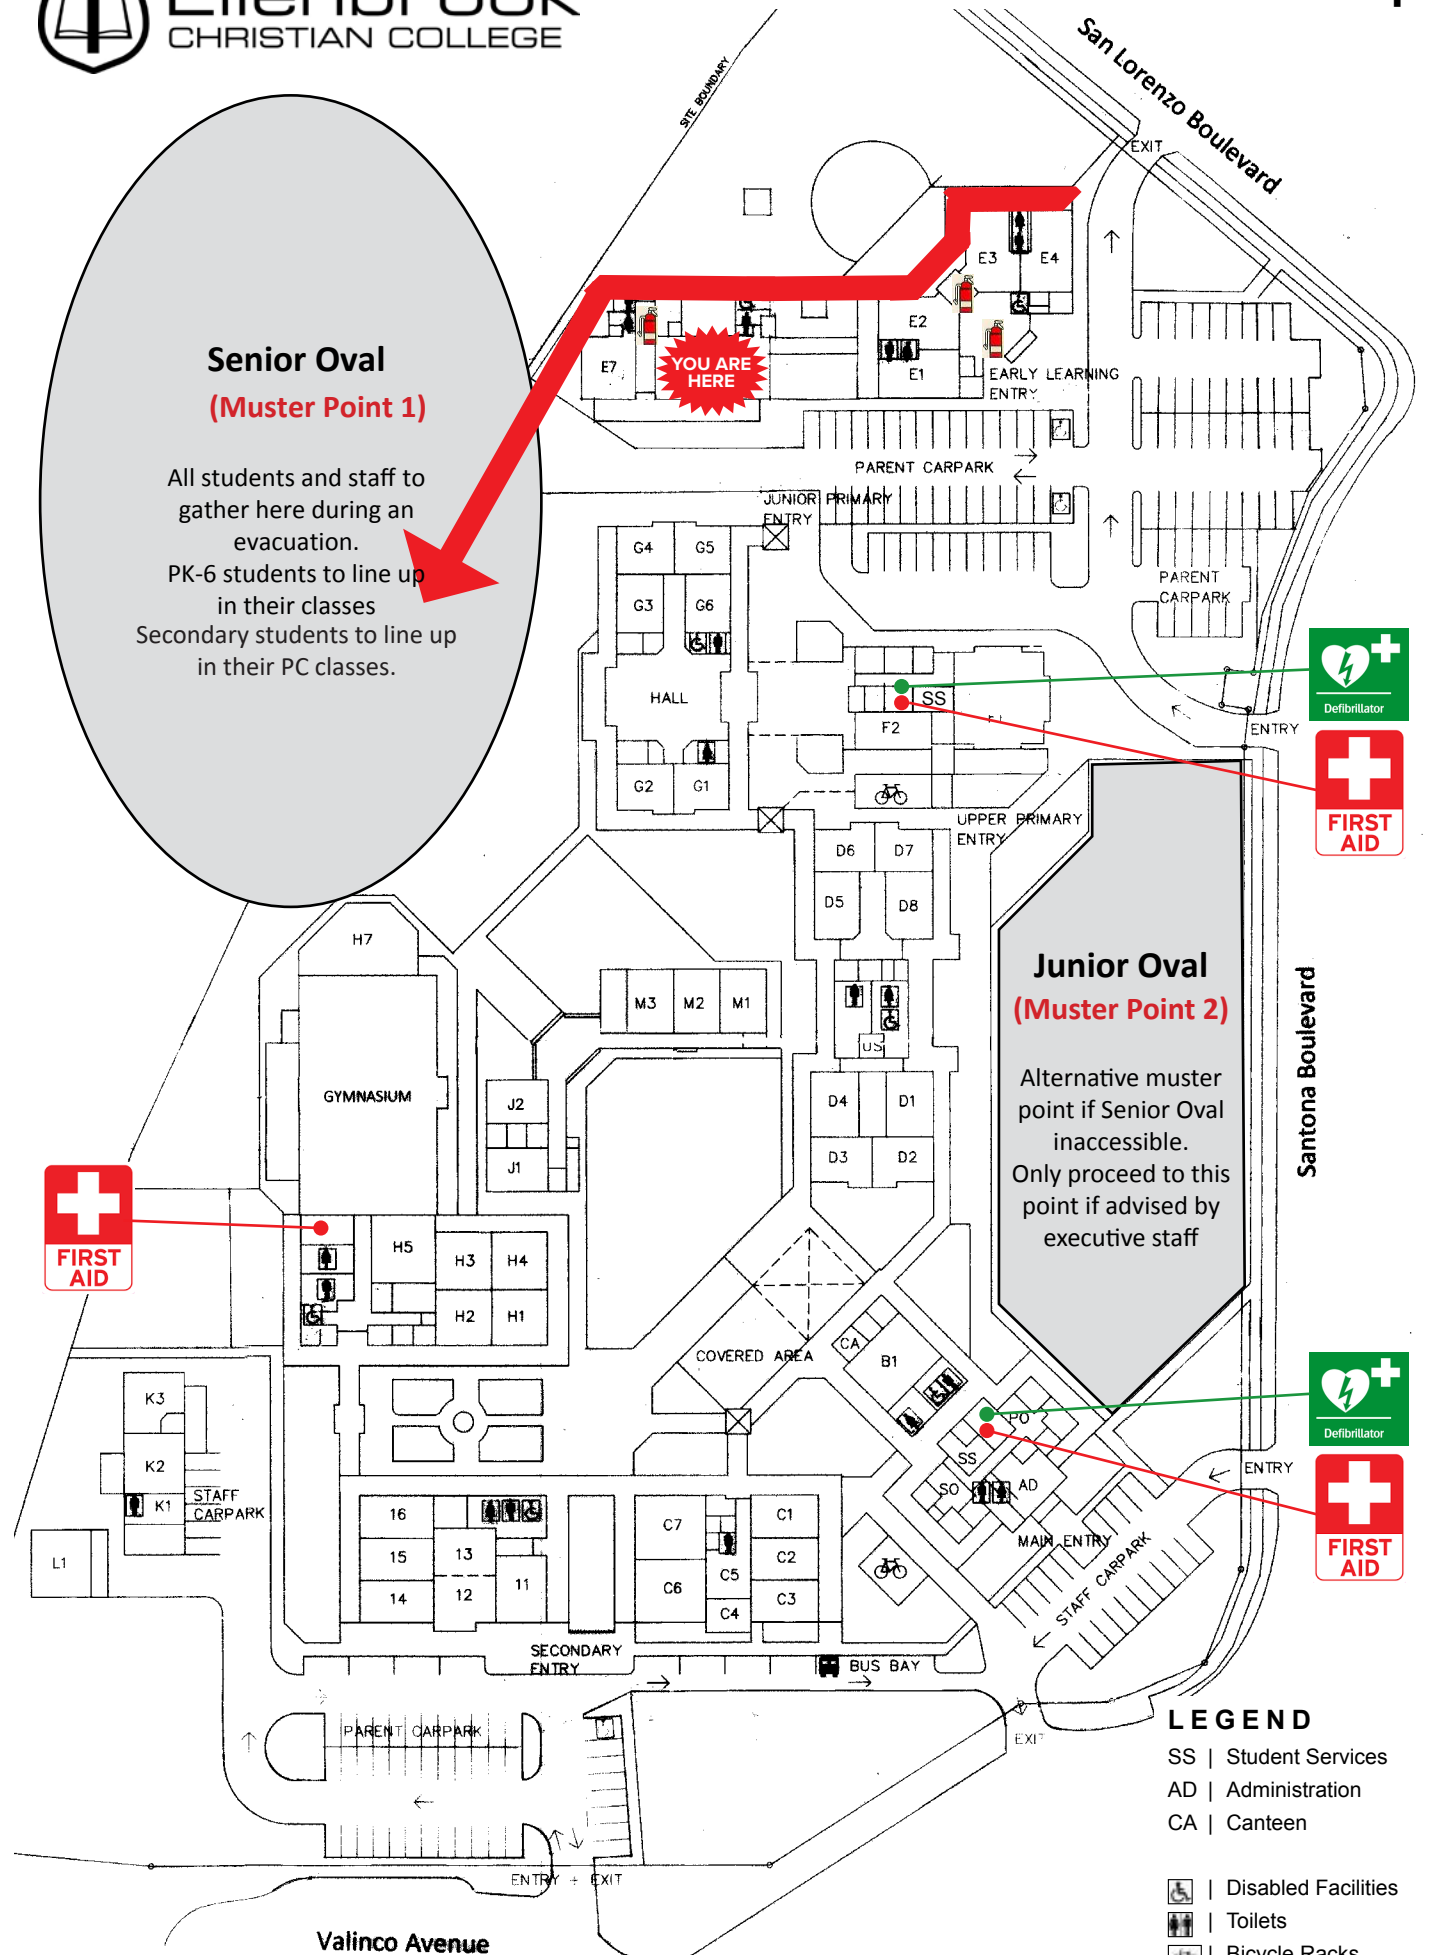 CHRISTIAN COLLEGE
San Lorenzo Boulevard
SITE BOUNDARY
EXIT
E3
E4
E2
E1
E7
YOU ARE
HERE
EARLY LEARNING
ENTRY
Senior Oval
(Muster Point 1)
All students and staff to
gather here during an
evacuation.
PK-6 students to line up
in their classes
Secondary students to line up
in their PC classes.
PARENT CARPARK
JUNIOR PRIMARY
ENTRY
G4
G5
G3
G6
PARENT
CARPARK
HALL
SS
F2
G2
G1
Defibrillator
ENTRY
FIRST
AID
UPPER PRIMARY
ENTRY
D6
D7
D5
D8
H7
M3
M2
M1
US
Junior Oval
(Muster Point 2)
Alternative muster
point if Senior Oval
inaccessible.
Only proceed to this
point if advised by
executive staff
Santona Boulevard
GYMNASIUM
J2
J1
D4
D1
D3
D2
FIRST
AID
H5
H3
H4
H2
H1
COVERED AREA
CA
B1
PO
SS
SO
AD
Defibrillator
ENTRY
FIRST
AID
MAIN ENTRY
STAFF CARPARK
K3
K2
K1
STAFF
CARPARK
L1
16
15
14
13
12
11
C7
C6
C5
C4
C1
C2
C3
SECONDARY
ENTRY
BUS BAY
PARENT CARPARK
EXIT
ENTRY + EXIT
Valinco Avenue
LEGEND
SS | Student Services
AD | Administration
CA | Canteen
| Disabled Facilities
| Toilets
| Bicycle Racks